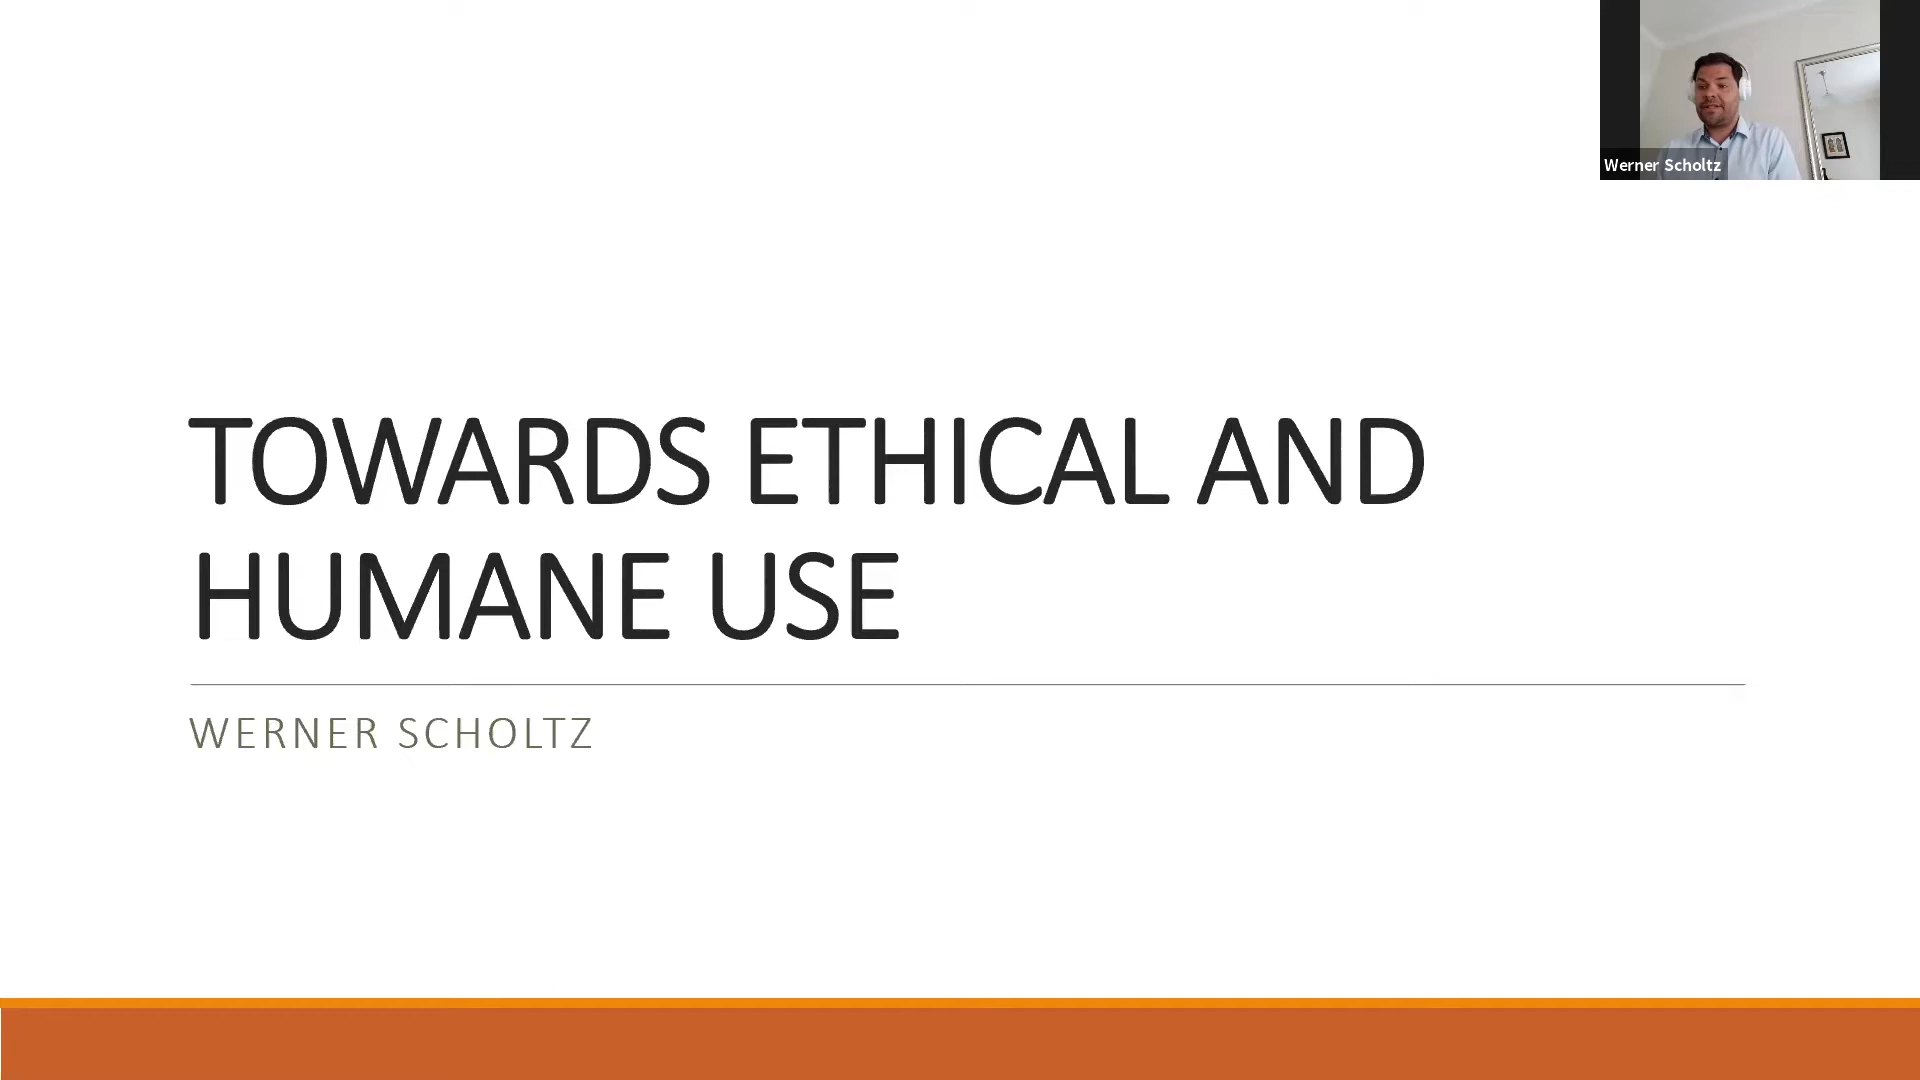 Werner Scholtz
TOWARDS ETHICAL AND
HUMANE USE
WERNER SCHOLTZ